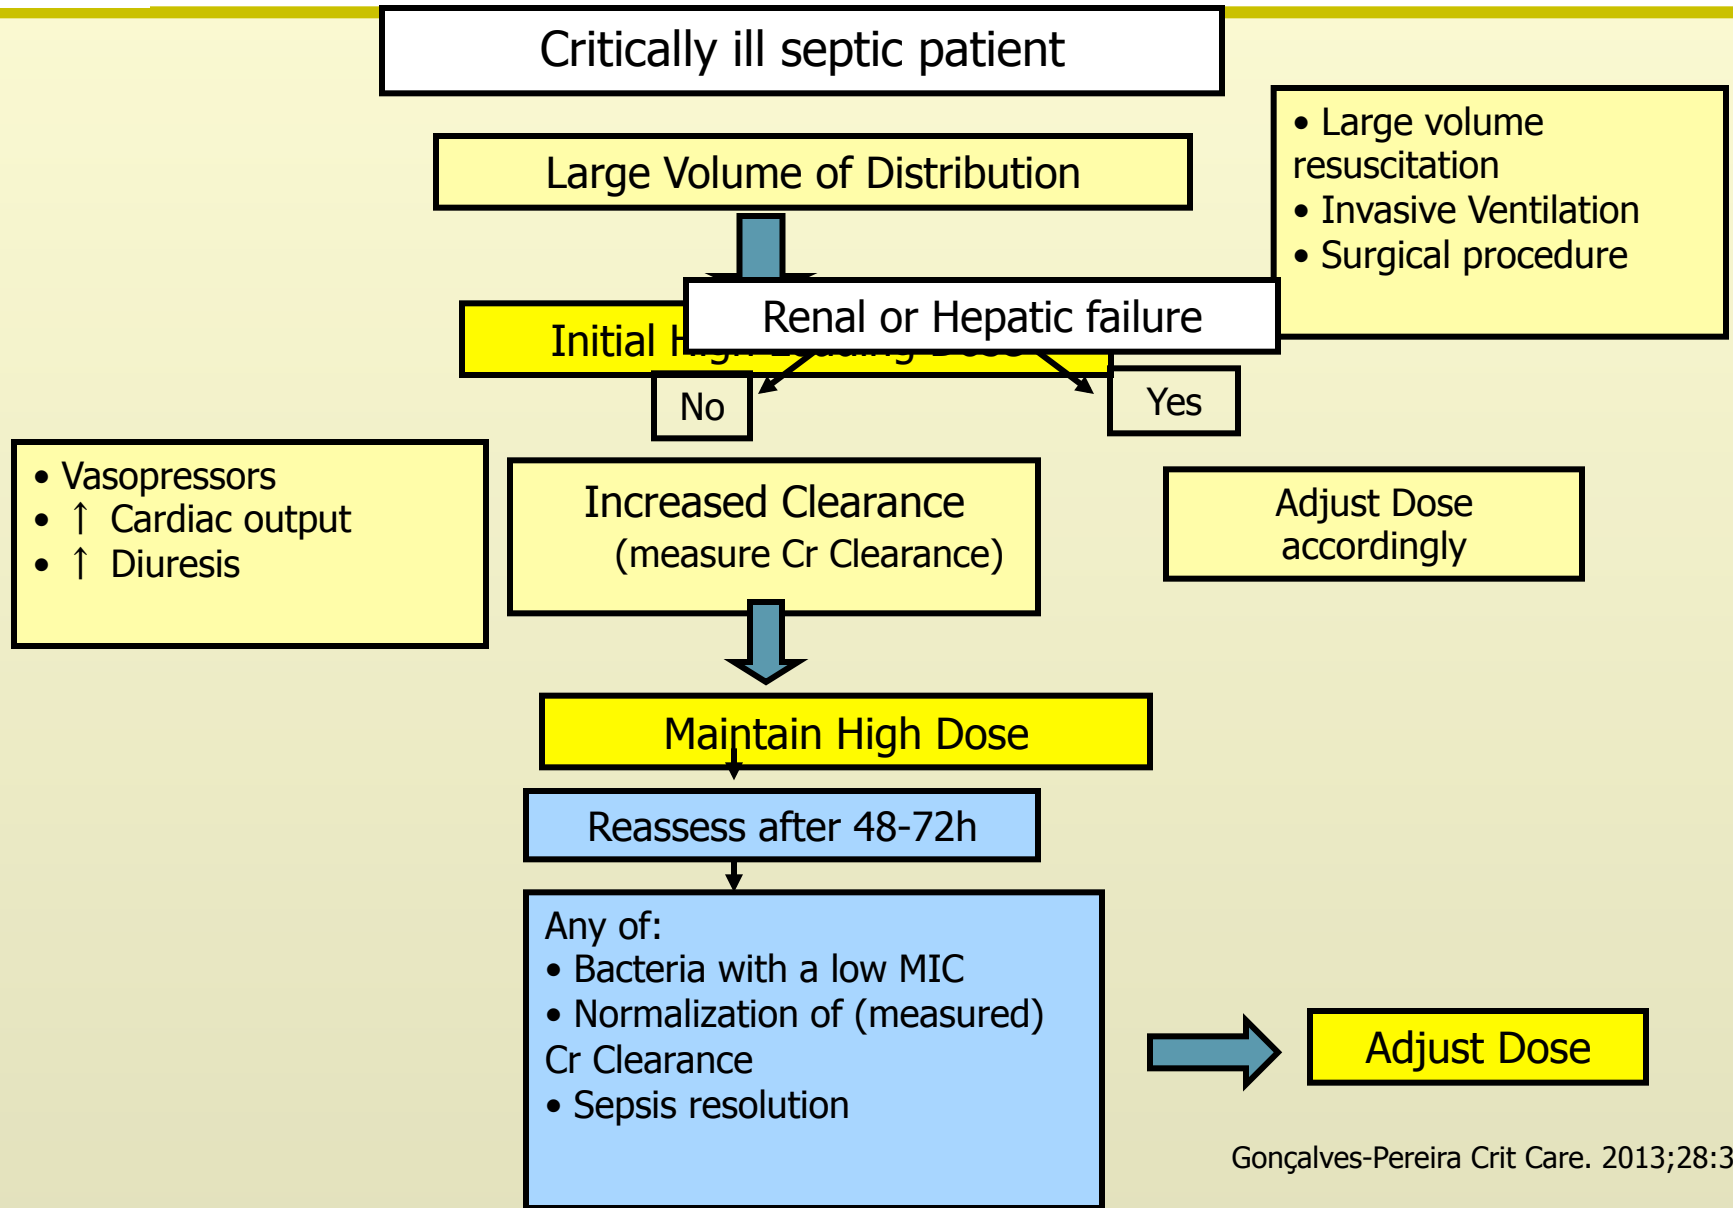 Critically ill septic patient
Large Volume of Distribution
• Large volume
resuscitation
• Invasive Ventilation
• Surgical procedure
Renal or Hepatic failure
Initial High Loading Dose
No
Yes
• Vasopressors
• ↑ Cardiac output
• ↑ Diuresis
Increased Clearance
(measure Cr Clearance)
Adjust Dose
accordingly
Maintain High Dose
Reassess after 48-72h
Any of:
• Bacteria with a low MIC
• Normalization of (measured)
Cr Clearance
• Sepsis resolution
Adjust Dose
Gonçalves-Pereira Crit Care. 2013;28:3